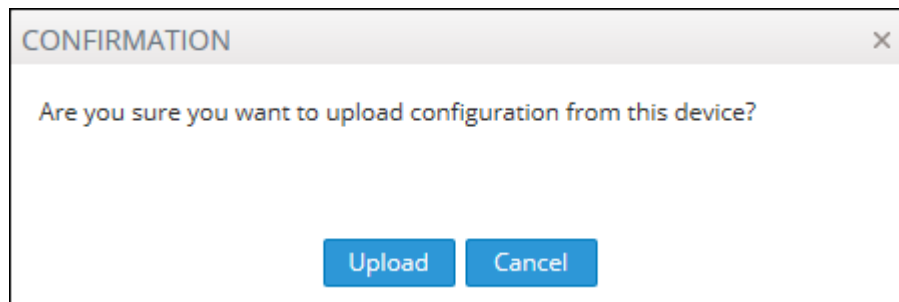 CONFIRMATION
Are you sure you want to upload configuration from this device?
Upload Cancel